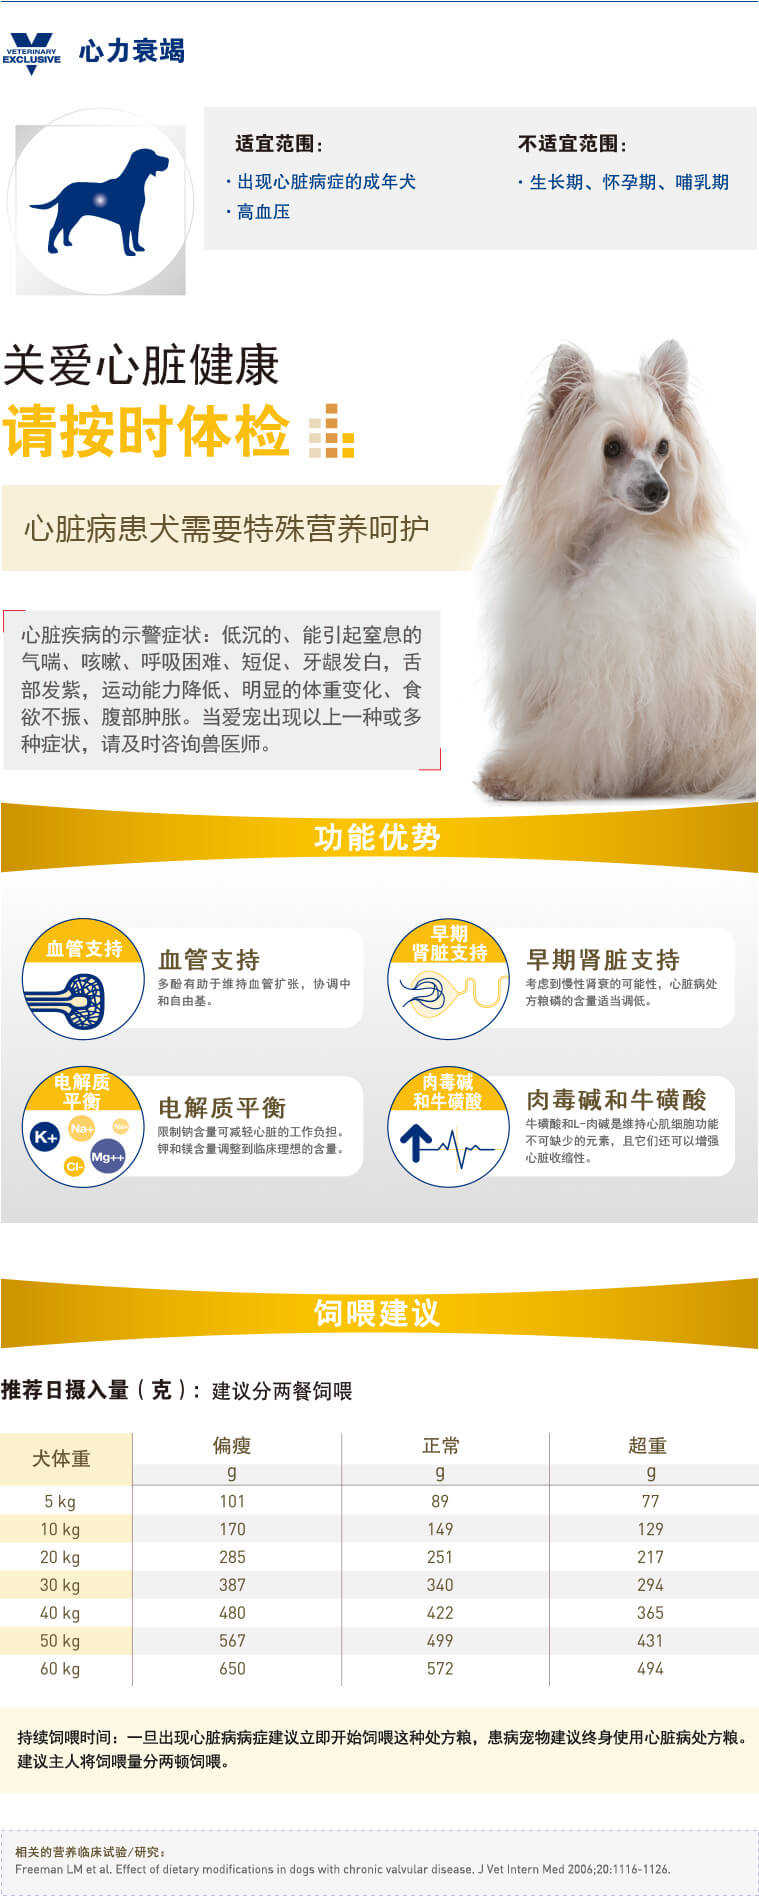 VETERINARY
EXCLUSIVE
心力衰竭
适宜范围：
·出现心脏病症的成年犬
·高血压
不适宜范围：
·生长期、怀孕期、哺乳期
关爱心脏健康
请按时体检
心脏病患犬需要特殊营养呵护
心脏疾病的示警症状：低沉的、能引起窒息的
气喘、咳嗽、呼吸困难、短促、牙龈发白，舌
部发紫，运动能力降低、明显的体重变化、食
欲不振、腹部肿胀。当爱宠出现以上一种或多
种症状，请及时咨询兽医师。
功能优势
血管支持
血管支持
多酚有助于维持血管扩张，协调中
和自由基。
早期
肾脏支持
早期肾脏支持
考虑到慢性肾衰的可能性，心脏病处
方粮磷的含量适当调低。
电解质
平衡
K+
Na+
Na+
Cl-
Mg++
电解质平衡
限制钠含量可减轻心脏的工作负担。
钾和镁含量调整到临床理想的含量。
肉毒碱
和牛磺酸
肉毒碱和牛磺酸
牛磺酸和L-肉碱是维持心肌细胞功能
不可缺少的元素，且它们还可以增强
心脏收缩性。
饲喂建议
推荐日摄入量（克）：建议分两餐饲喂
犬体重 偏瘦 正常 超重
g g g
5 kg 101 89 77
10 kg 170 149 129
20 kg 285 251 217
30 kg 387 340 294
40 kg 480 422 365
50 kg 567 499 431
60 kg 650 572 494
持续饲喂时间：一旦出现心脏病病症建议立即开始饲喂这种处方粮，患病宠物建议终身使用心脏病处方粮。
建议主人将饲喂量分两顿饲喂。
相关的营养临床试验/研究：
Freeman LM et al. Effect of dietary modifications in dogs with chronic valvular disease. J Vet Intern Med 2006;20:1116-1126.